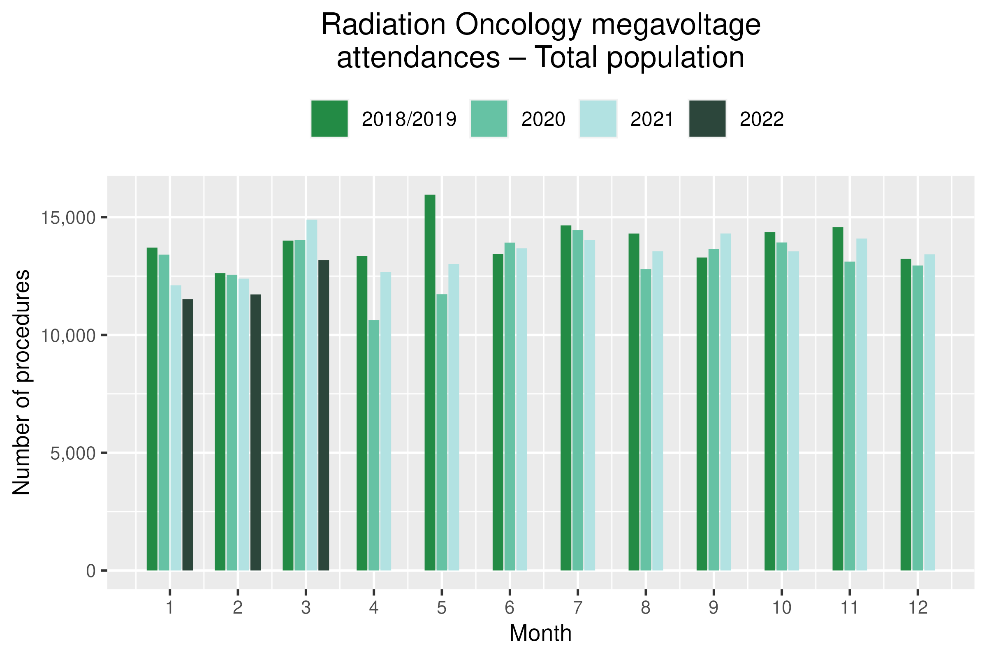 Radiation Oncology megavoltage
attendances – Total population
2018/2019 2020 2021 2022
Number of procedures
15,000
10,000
5,000
0
1 2 3 4 5 6 7 8 9 10 11 12
Month